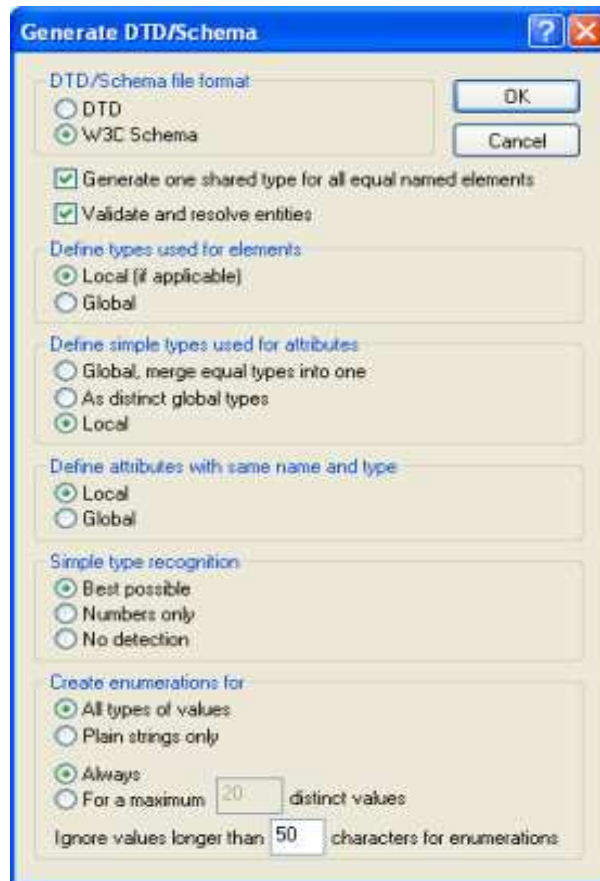 Generate DTD/Schema
DTD/Schema file format
DTD
W3C Schema
OK
Cancel
Generate one shared type for all equal named elements
Validate and resolve entities
Define types used for elements
Local (if applicable)
Global
Define simple types used for attributes
Global, merge equal types into one
As distinct global types
Local
Define attributes with same name and type
Local
Global
Simple type recognition
Best possible
Numbers only
No detection
Create enumerations for
All types of values
Plain strings only
Always
For a maximum 20 distinct values
Ignore values longer than 50 characters for enumerations